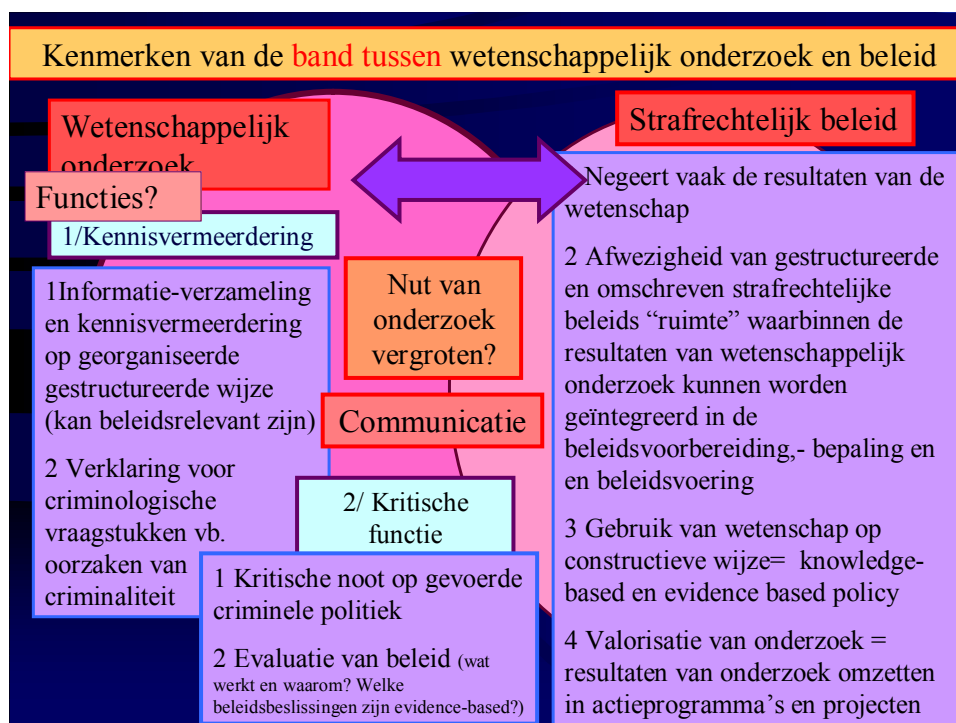 Kenmerken van de band tussen wetenschappelijk onderzoek en beleid
Wetenschappelijk
onderzoek
Functies?
1/Kennisvermeerdering
1Informatie-verzameling
en kennisvermeerdering
op georganiseerde
gestructureerde wijze
(kan beleidsrelevant zijn)
2 Verklaring voor
criminologische
vraagstukken vb.
oorzaken van
criminaliteit
Nut van
onderzoek
vergroten?
Communicatie
2/ Kritische
functie
1 Kritische noot op gevoerde
criminele politiek
2 Evaluatie van beleid (wat
werkt en waarom? Welke
beleidsbeslissingen zijn evidence-based?)
Strafrechtelijk beleid
Negeert vaak de resultaten van de
wetenschap
2 Afwezigheid van gestructureerde
en omschreven strafrechtelijke
beleids “ruimte” waarbinnen de
resultaten van wetenschappelijk
onderzoek kunnen worden
geïntegreerd in de
beleidsvoorbereiding,- bepaling en
en beleidsvoering
3 Gebruik van wetenschap op
constructieve wijze= knowledge-
based en evidence based policy
4 Valorisatie van onderzoek =
resultaten van onderzoek omzetten
in actieprogramma’s en projecten